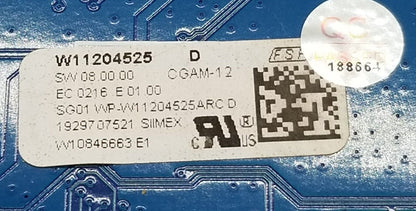 W11204525 D
SW 08.00.00 CGAM-12
EC 0216 E 01.00
SG01 WP-W11204525ARC D
1929707521 SIIMEX
W10846663 E1
C US
188664